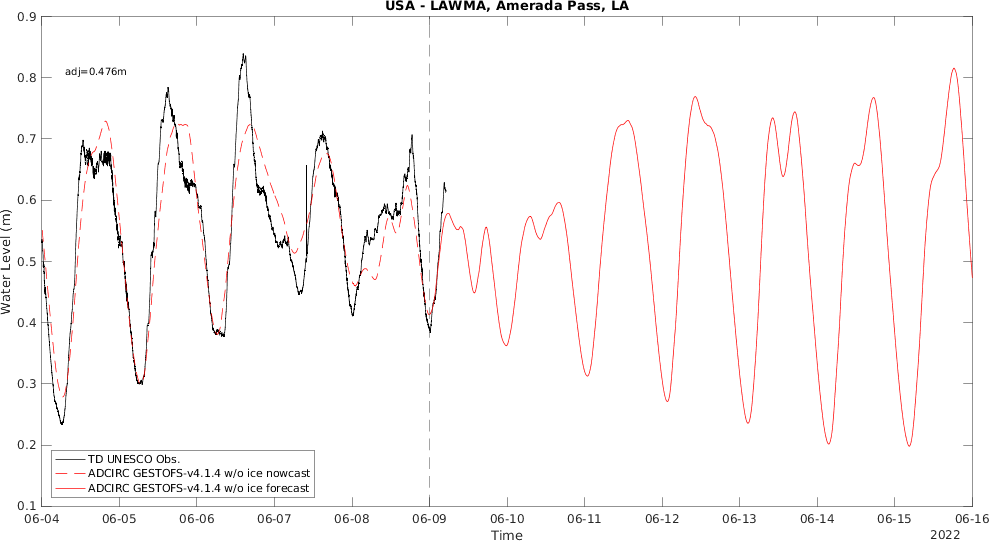 USA - LAWMA, Amerada Pass, LA
0.9
0.8
0.7
0.6
0.5
0.4
0.3
0.2
0.1
Water Level (m)
adj=0.476m
TD UNESCO Obs.
ADCIRC GESTOFS-v4.1.4 w/o ice nowcast
ADCIRC GESTOFS-v4.1.4 w/o ice forecast
06-04 06-05 06-06 06-07 06-08 06-09 06-10 06-11 06-12 06-13 06-14 06-15 06-16
Time
2022